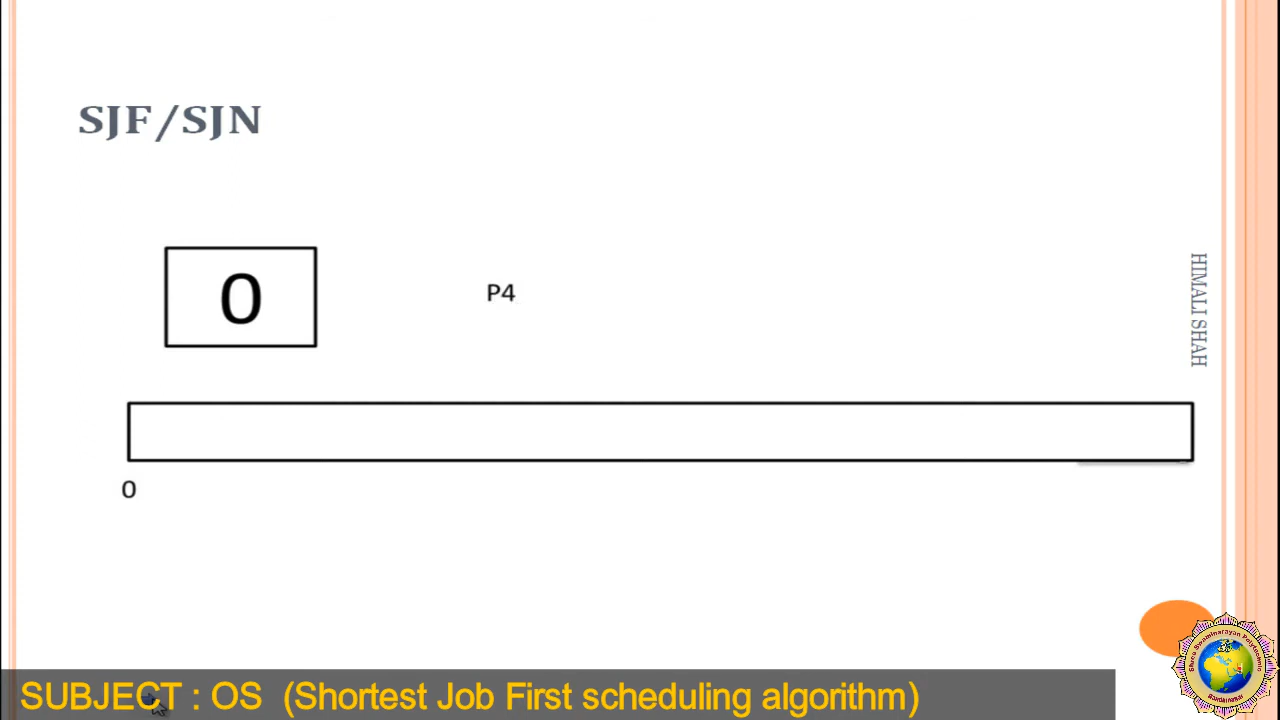 SJF/SJN
0
P4
HIMALI SHAH
0
SUBJECT : OS (Shortest Job First scheduling algorithm)